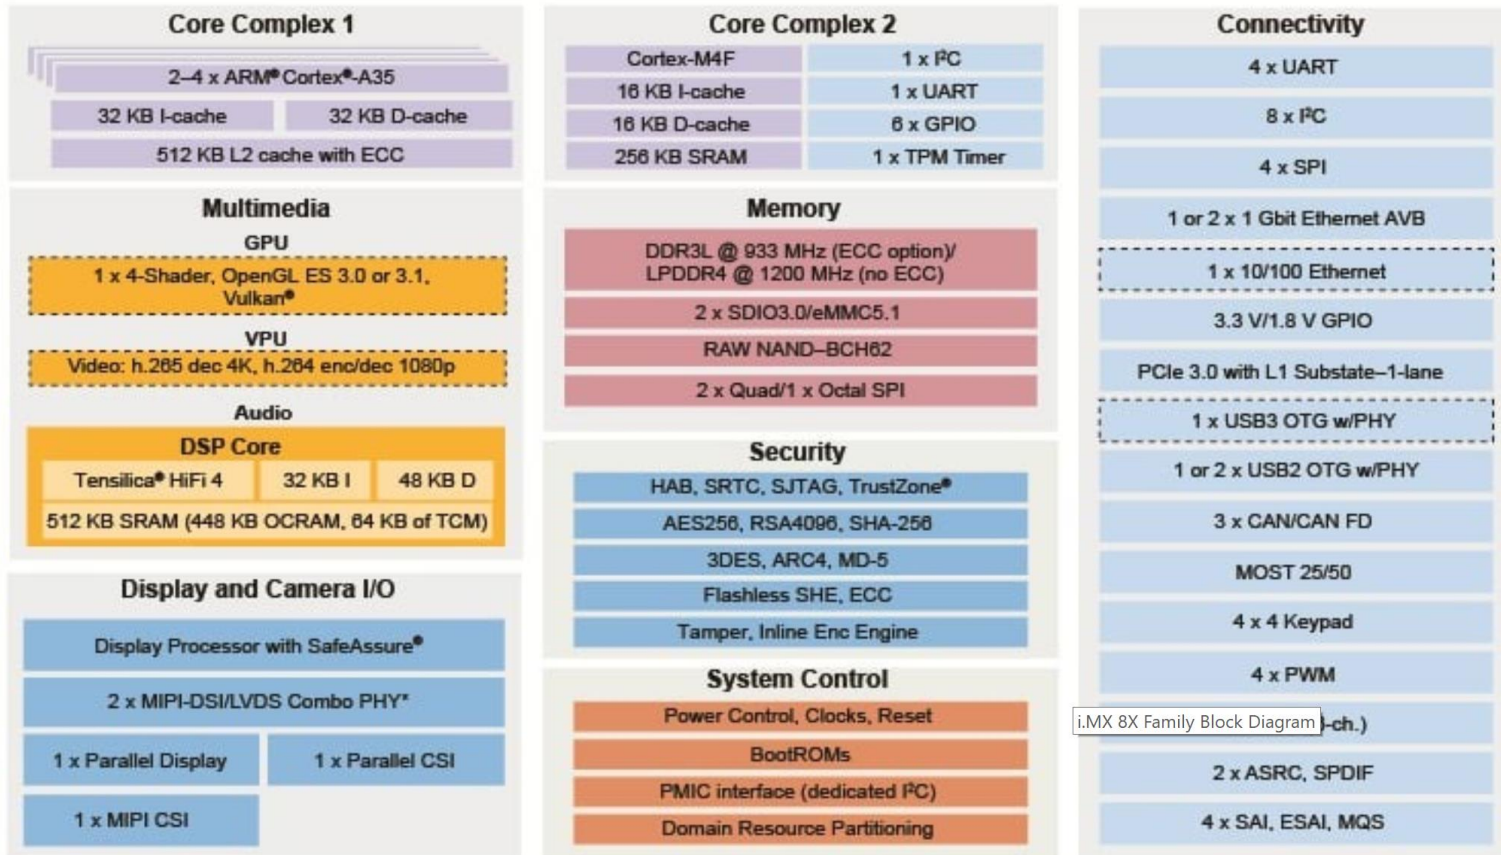 Core Complex 1
2–4 x ARM® Cortex®-A35
32 KB I-cache
32 KB D-cache
512 KB L2 cache with ECC
Multimedia
GPU
1 x 4-Shader, OpenGL ES 3.0 or 3.1,
Vulkan®
VPU
Video: h.265 dec 4K, h.264 enc/dec 1080p
Audio
DSP Core
Tensilica® HiFi 4
32 KB I
48 KB D
512 KB SRAM (448 KB OCRAM, 64 KB of TCM)
Display and Camera I/O
Display Processor with SafeAssure®
2 x MIPI-DSI/LVDS Combo PHY*
1 x Parallel Display
1 x Parallel CSI
1 x MIPI CSI
Core Complex 2
Cortex-M4F
1 x I²C
16 KB I-cache
1 x UART
16 KB D-cache
6 x GPIO
256 KB SRAM
1 x TPM Timer
Memory
DDR3L @ 933 MHz (ECC option)/
LPDDR4 @ 1200 MHz (no ECC)
2 x SDIO3.0/eMMC5.1
RAW NAND–BCH62
2 x Quad/1 x Octal SPI
Security
HAB, SRTC, SJTAG, TrustZone®
AES256, RSA4096, SHA-256
3DES, ARC4, MD-5
Flashless SHE, ECC
Tamper, Inline Enc Engine
System Control
Power Control, Clocks, Reset
BootROMs
PMIC interface (dedicated I²C)
Domain Resource Partitioning
Connectivity
4 x UART
8 x I²C
4 x SPI
1 or 2 x 1 Gbit Ethernet AVB
1 x 10/100 Ethernet
3.3 V/1.8 V GPIO
PCIe 3.0 with L1 Substate–1-lane
1 x USB3 OTG w/PHY
1 or 2 x USB2 OTG w/PHY
3 x CAN/CAN FD
MOST 25/50
4 x 4 Keypad
4 x PWM
i.MX 8X Family Block Diagram
-ch.)
2 x ASRC, SPDIF
4 x SAI, ESAI, MQS